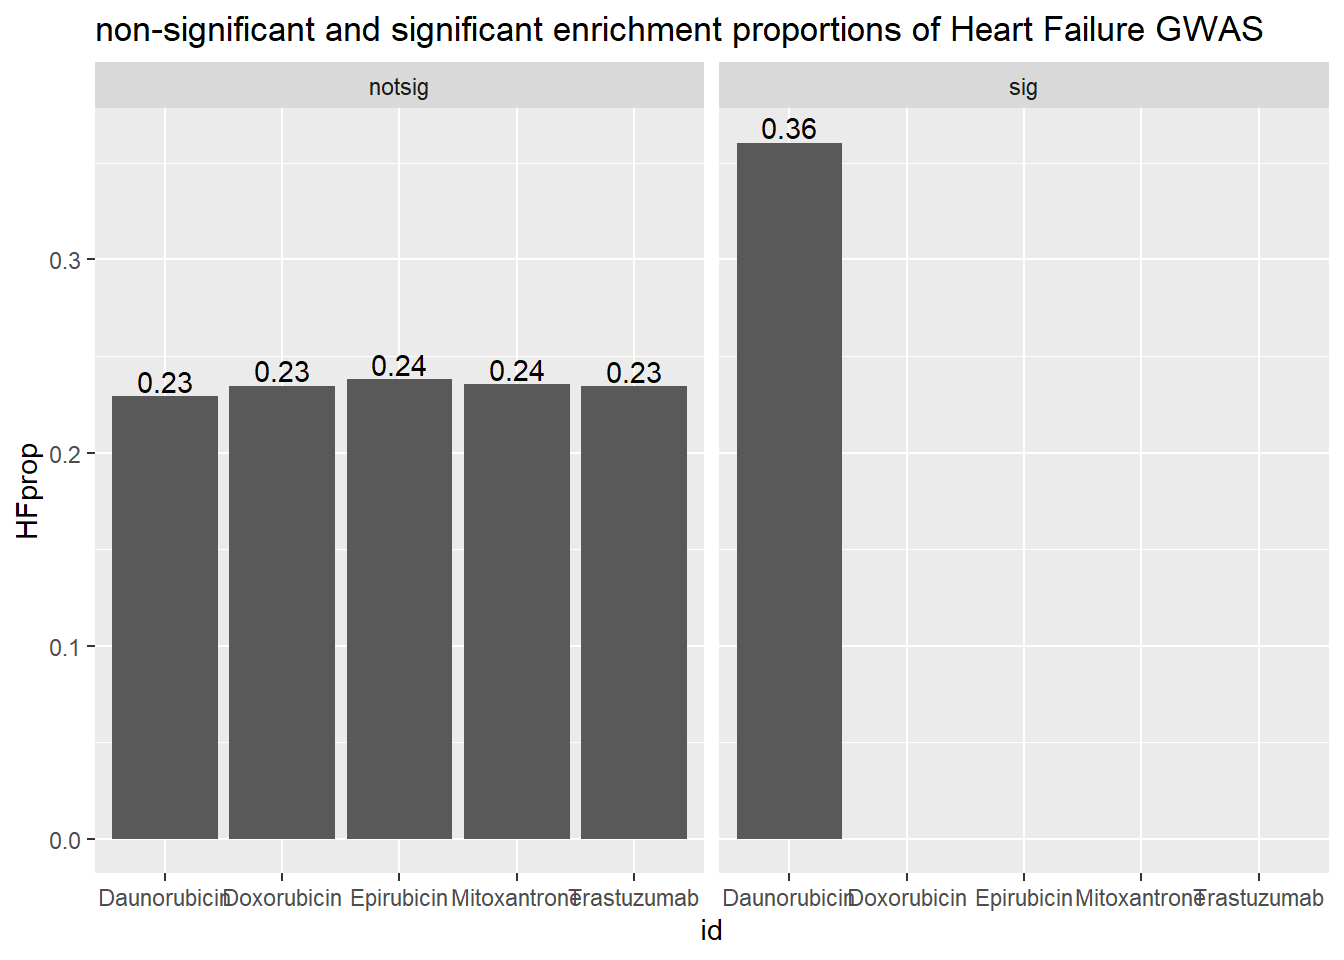 non-significant and significant enrichment proportions of Heart Failure GWAS
notsig
sig
0.36
0.23
0.23
0.24
0.24
0.23
0.3
0.2
0.1
0.0
HFprop
Daunorubicin Doxorubicin Epirubicin Mitoxantrone Trastuzumab
Daunorubicin Doxorubicin Epirubicin Mitoxantrone Trastuzumab
id